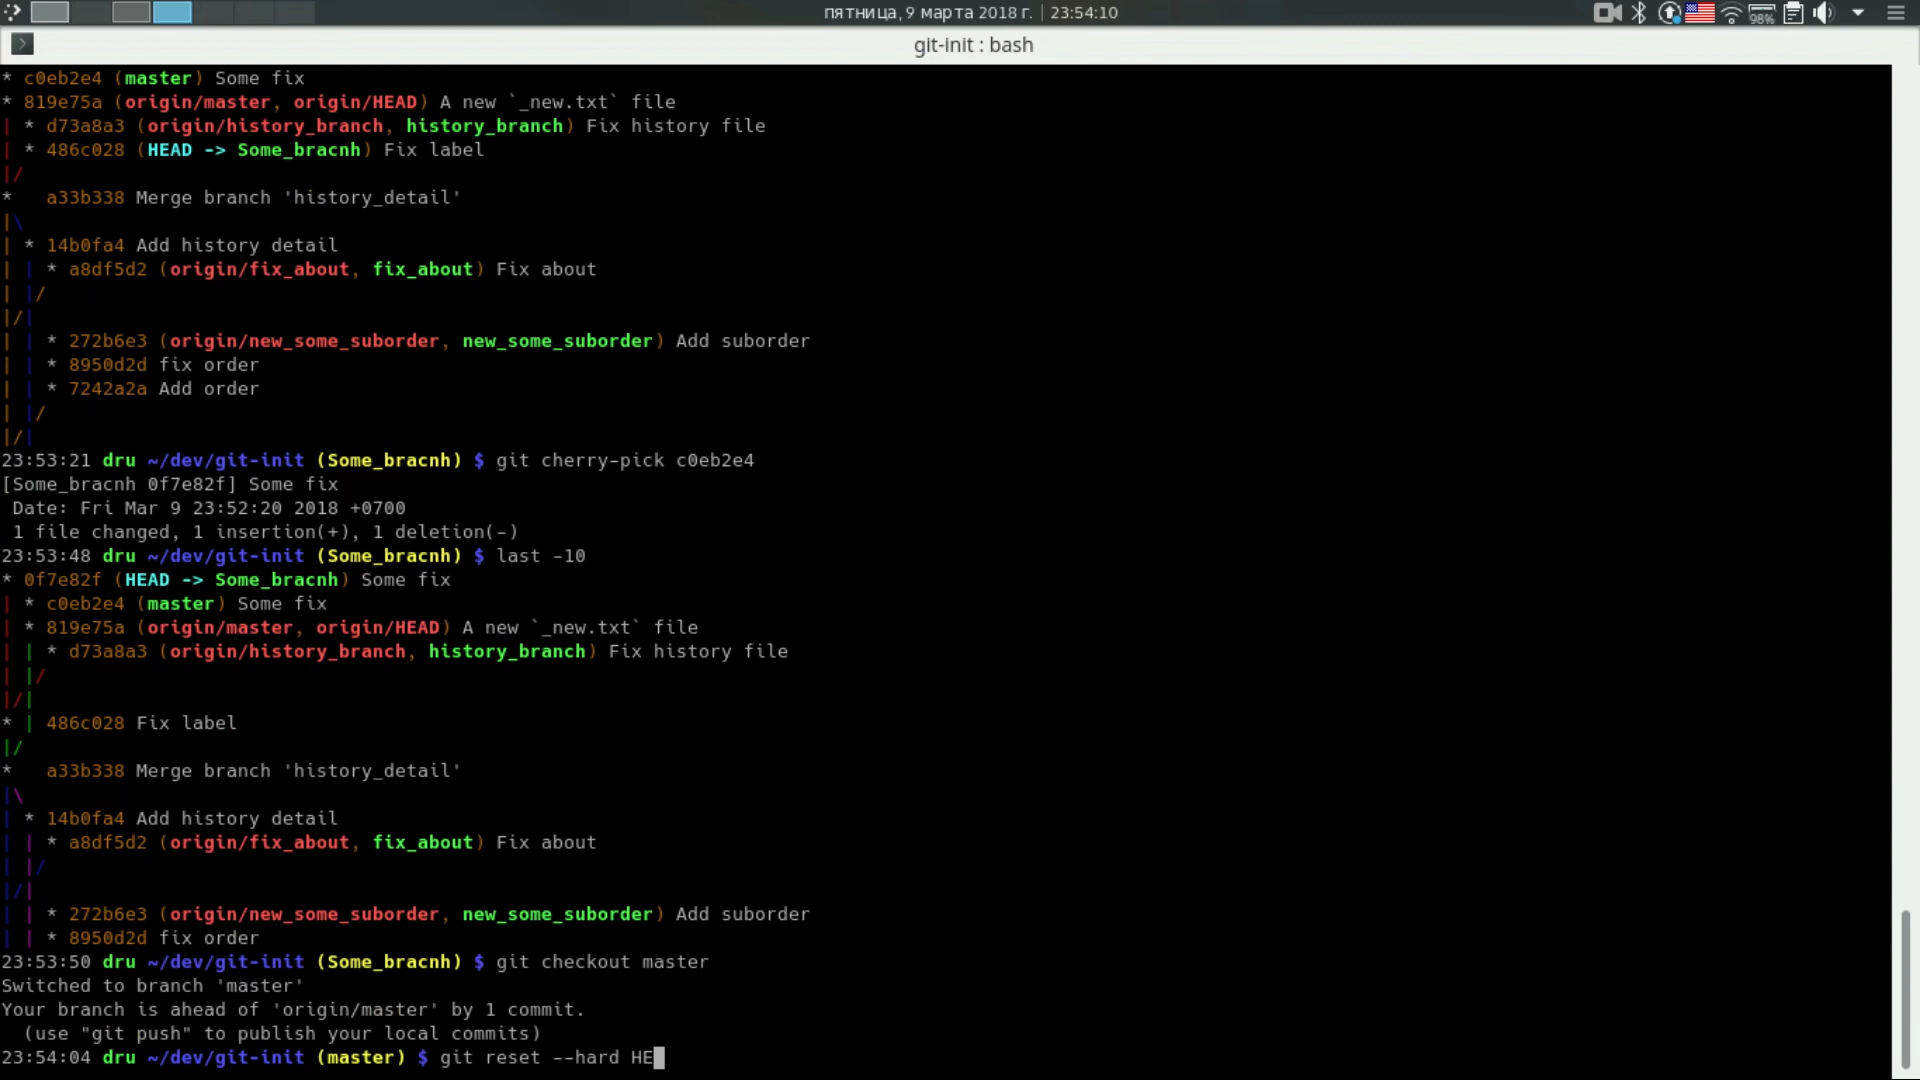 пятница, 9 марта 2018 г. | 23:54:10
98%
git-init : bash
* c0eb2e4 (master) Some fix
* 819e75a (origin/master, origin/HEAD) A new `_new.txt` file
| * d73a8a3 (origin/history_branch, history_branch) Fix history file
| * 486c028 (HEAD -> Some_bracnh) Fix label
|/
*   a33b338 Merge branch 'history_detail'
|\
| * 14b0fa4 Add history detail
| | * a8df5d2 (origin/fix_about, fix_about) Fix about
| |/
|/|
| | * 272b6e3 (origin/new_some_suborder, new_some_suborder) Add suborder
| | * 8950d2d fix order
| | * 7242a2a Add order
| |/
|/|
23:53:21 dru ~/dev/git-init (Some_bracnh) $ git cherry-pick c0eb2e4
[Some_bracnh 0f7e82f] Some fix
 Date: Fri Mar 9 23:52:20 2018 +0700
 1 file changed, 1 insertion(+), 1 deletion(-)
23:53:48 dru ~/dev/git-init (Some_bracnh) $ last -10
* 0f7e82f (HEAD -> Some_bracnh) Some fix
| * c0eb2e4 (master) Some fix
| * 819e75a (origin/master, origin/HEAD) A new `_new.txt` file
| | * d73a8a3 (origin/history_branch, history_branch) Fix history file
| |/
|/|
* | 486c028 Fix label
|/
*   a33b338 Merge branch 'history_detail'
|\
| * 14b0fa4 Add history detail
| | * a8df5d2 (origin/fix_about, fix_about) Fix about
| |/
|/|
| | * 272b6e3 (origin/new_some_suborder, new_some_suborder) Add suborder
| | * 8950d2d fix order
23:53:50 dru ~/dev/git-init (Some_bracnh) $ git checkout master
Switched to branch 'master'
Your branch is ahead of 'origin/master' by 1 commit.
  (use "git push" to publish your local commits)
23:54:04 dru ~/dev/git-init (master) $ git reset --hard HE